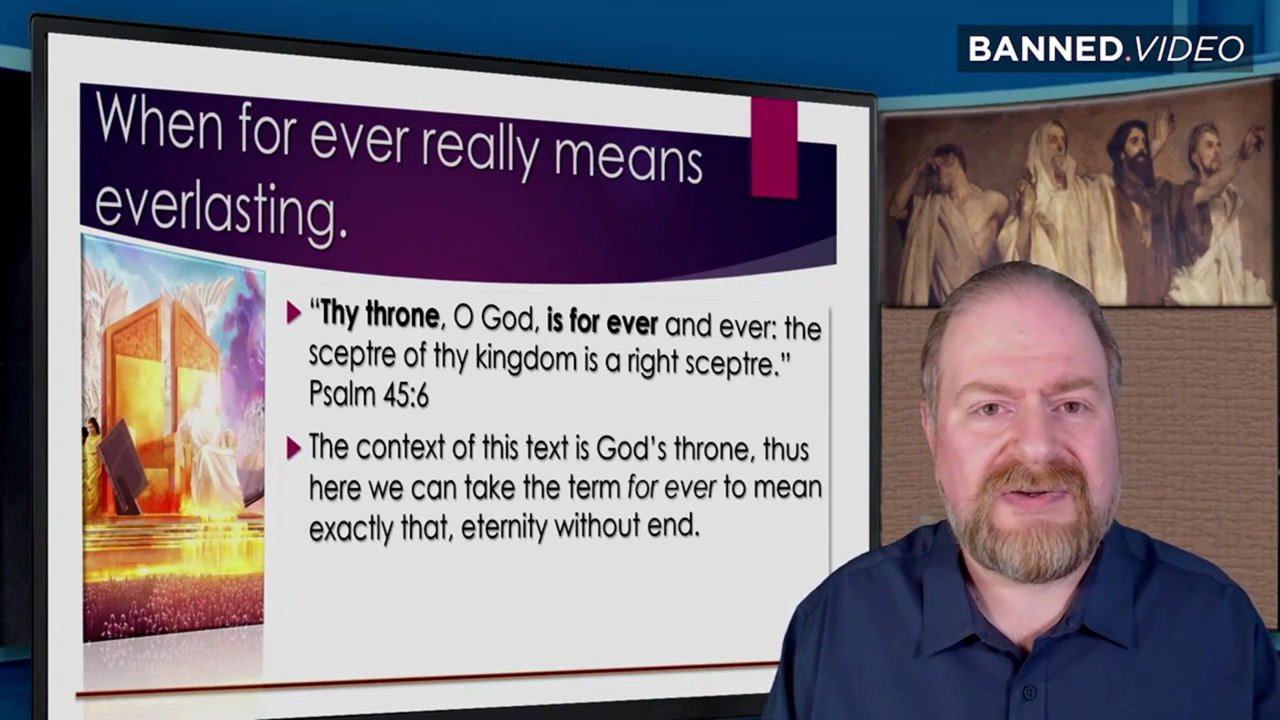 BANNED.VIDEO
When for ever really means
everlasting.
“Thy throne, O God, is for ever and ever: the
sceptre of thy kingdom is a right sceptre.”
Psalm 45:6
The context of this text is God’s throne, thus
here we can take the term for ever to mean
exactly that, eternity without end.